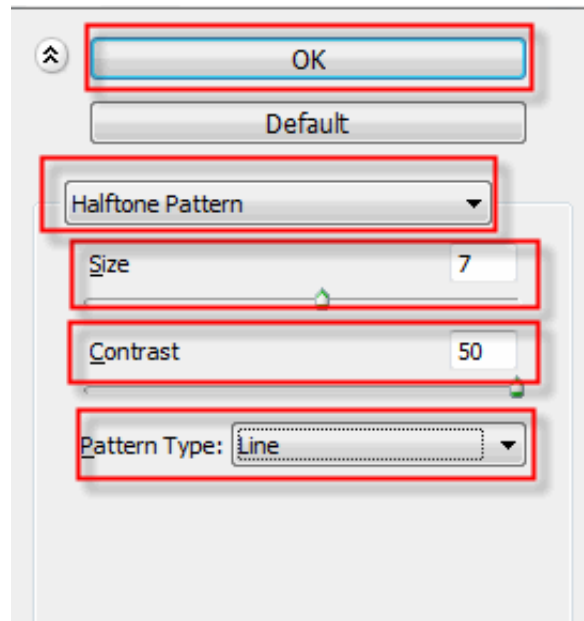 OK
Default
Halftone Pattern
Size 7
Contrast 50
Pattern Type: Line